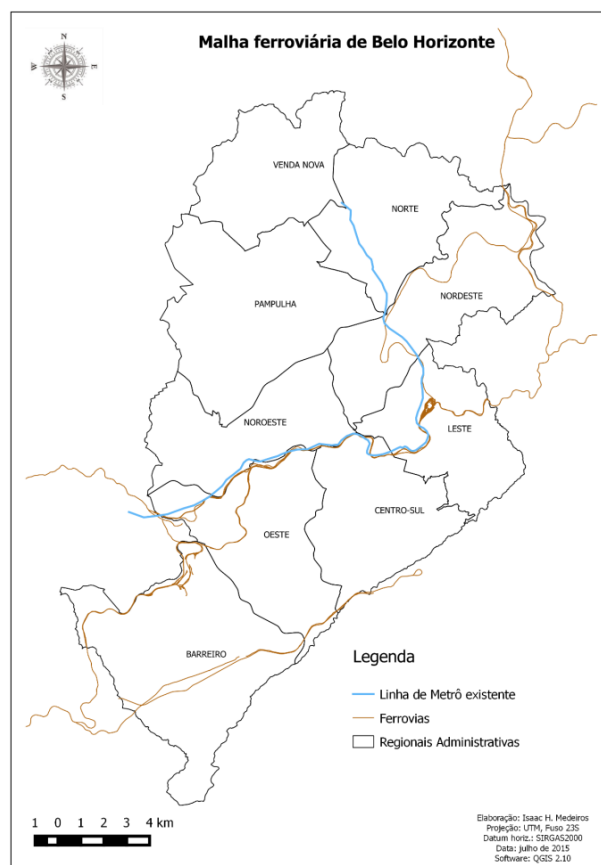 Malha ferroviária de Belo Horizonte
N
W
E
S
VENDA NOVA
NORTE
NORDESTE
PAMPULHA
NOROESTE
LESTE
CENTRO-SUL
OESTE
BARREIRO
Legenda
Linha de Metrô existente
Ferrovias
Regionais Administrativas
1 0 1 2 3 4 km
Elaboração: Isaac H. Medeiros
Projeção: UTM, Fuso 23S
Datum horiz.: SIRGAS2000
Data: julho de 2015
Software: QGIS 2.10